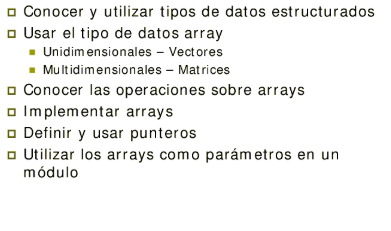 Conocer y utilizar tipos de datos estructurados
Usar el tipo de datos array
Unidimensionales – Vectores
Multidimensionales – Matrices
Conocer las operaciones sobre arrays
Implementar arrays
Definir y usar punteros
Utilizar los arrays como parámetros en un
módulo